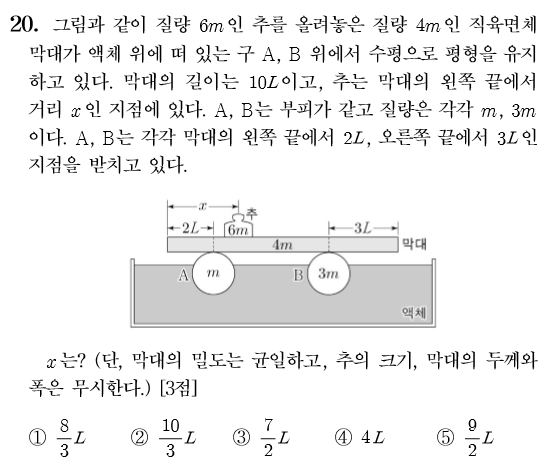 20. 그림과 같이 질량 6m인 추를 올려놓은 질량 4m인 직육면체
막대가 액체 위에 떠 있는 구 A, B 위에서 수평으로 평형을 유지
하고 있다. 막대의 길이는 10L이고, 추는 막대의 왼쪽 끝에서
거리 x인 지점에 있다. A, B는 부피가 같고 질량은 각각 m, 3m
이다. A, B는 각각 막대의 왼쪽 끝에서 2L, 오른쪽 끝에서 3L인
지점을 받치고 있다.
x
추
2L 6m 3L
4m 막대
A m B 3m
액체
x는? (단, 막대의 밀도는 균일하고, 추의 크기, 막대의 두께와
폭은 무시한다.) [3점]
① 8/3 L ② 10/3 L ③ 7/2 L ④ 4L ⑤ 9/2 L